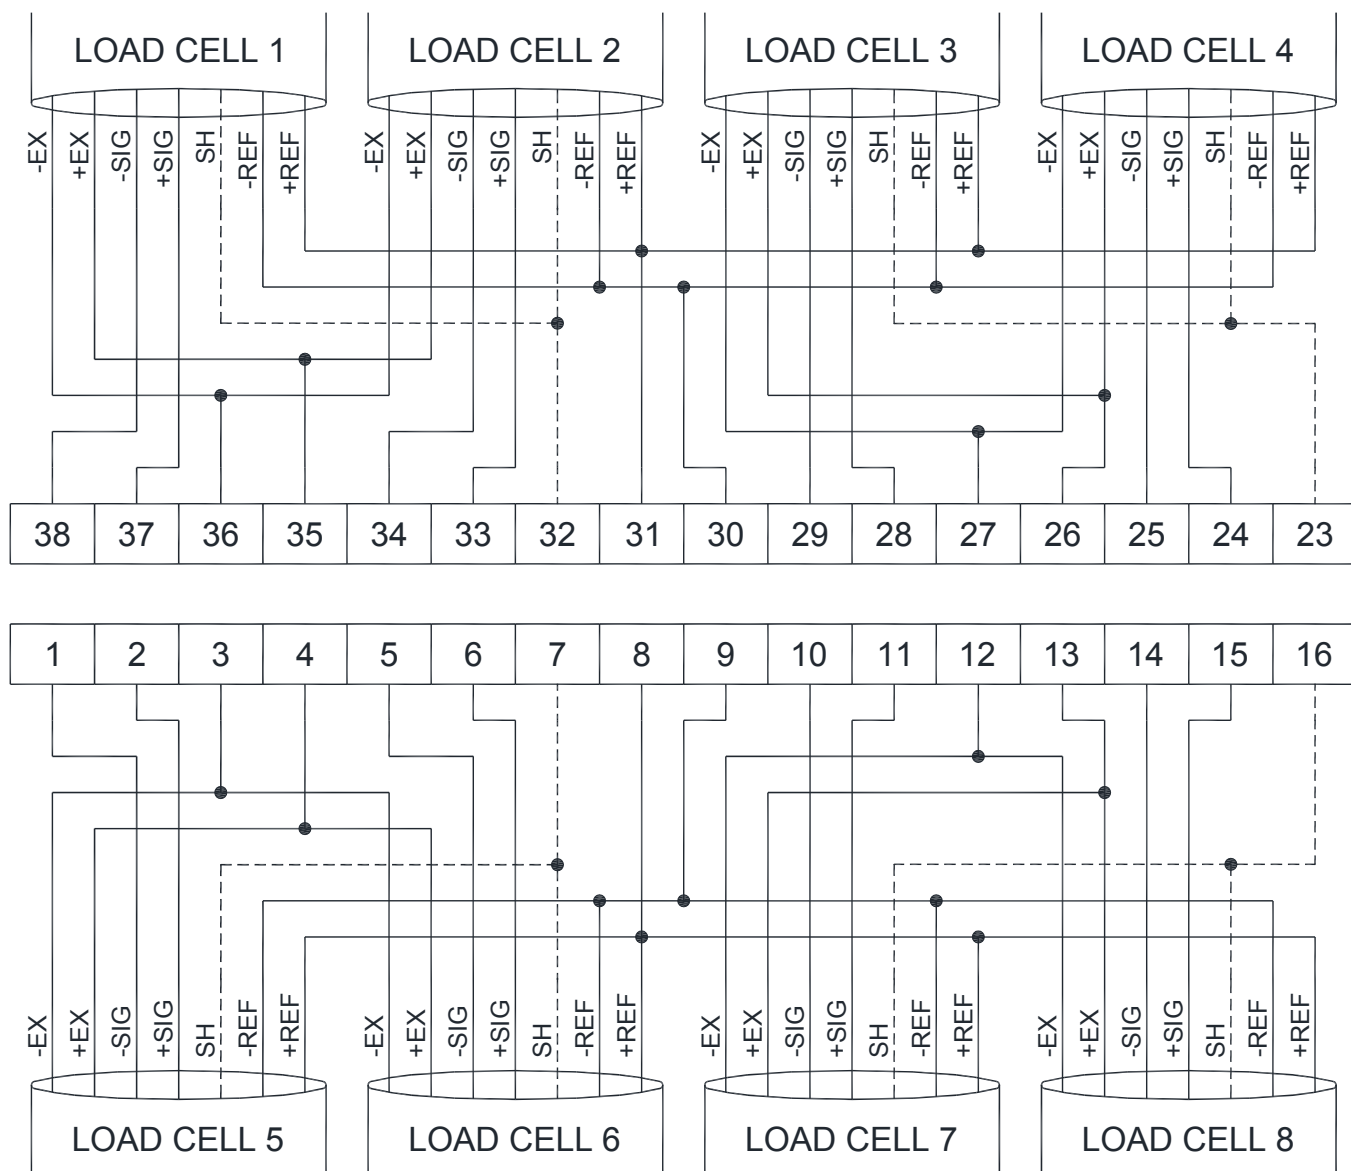 LOAD CELL 1 LOAD CELL 2 LOAD CELL 3 LOAD CELL 4
-EX +EX -SIG +SIG SH -REF +REF -EX +EX -SIG +SIG SH -REF +REF -EX +EX -SIG +SIG SH -REF +REF -EX +EX -SIG +SIG SH -REF +REF
38 37 36 35 34 33 32 31 30 29 28 27 26 25 24 23
1 2 3 4 5 6 7 8 9 10 11 12 13 14 15 16
-EX +EX -SIG +SIG SH -REF +REF -EX +EX -SIG +SIG SH -REF +REF -EX +EX -SIG +SIG SH -REF +REF -EX +EX -SIG +SIG SH -REF +REF
LOAD CELL 5 LOAD CELL 6 LOAD CELL 7 LOAD CELL 8